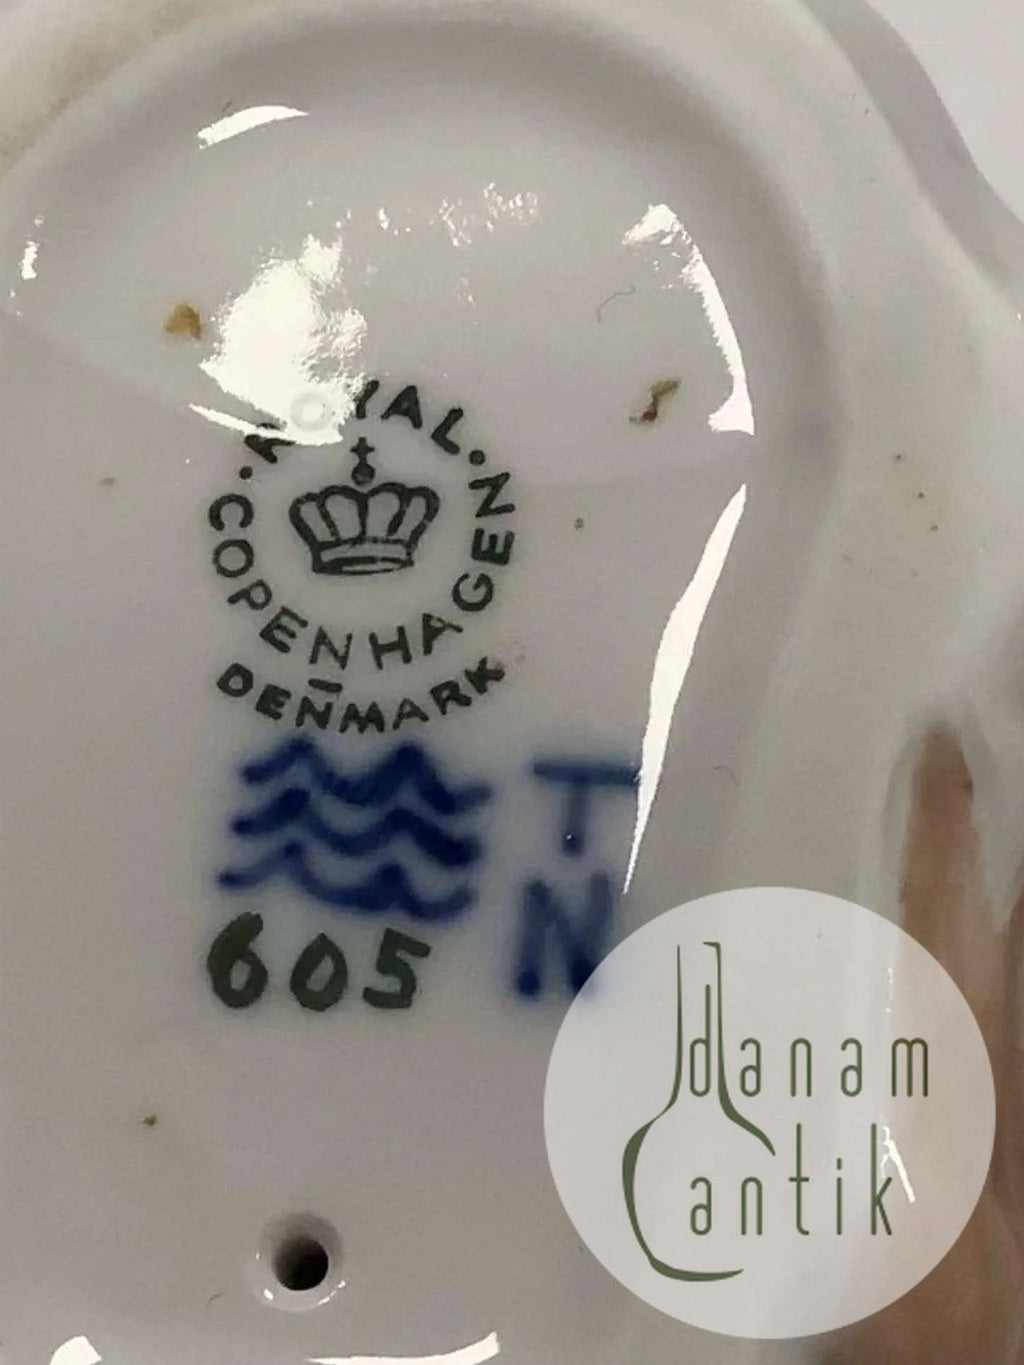 ROYAL.
COPENHAGEN
DENMARK
T
N
605
danam
antik